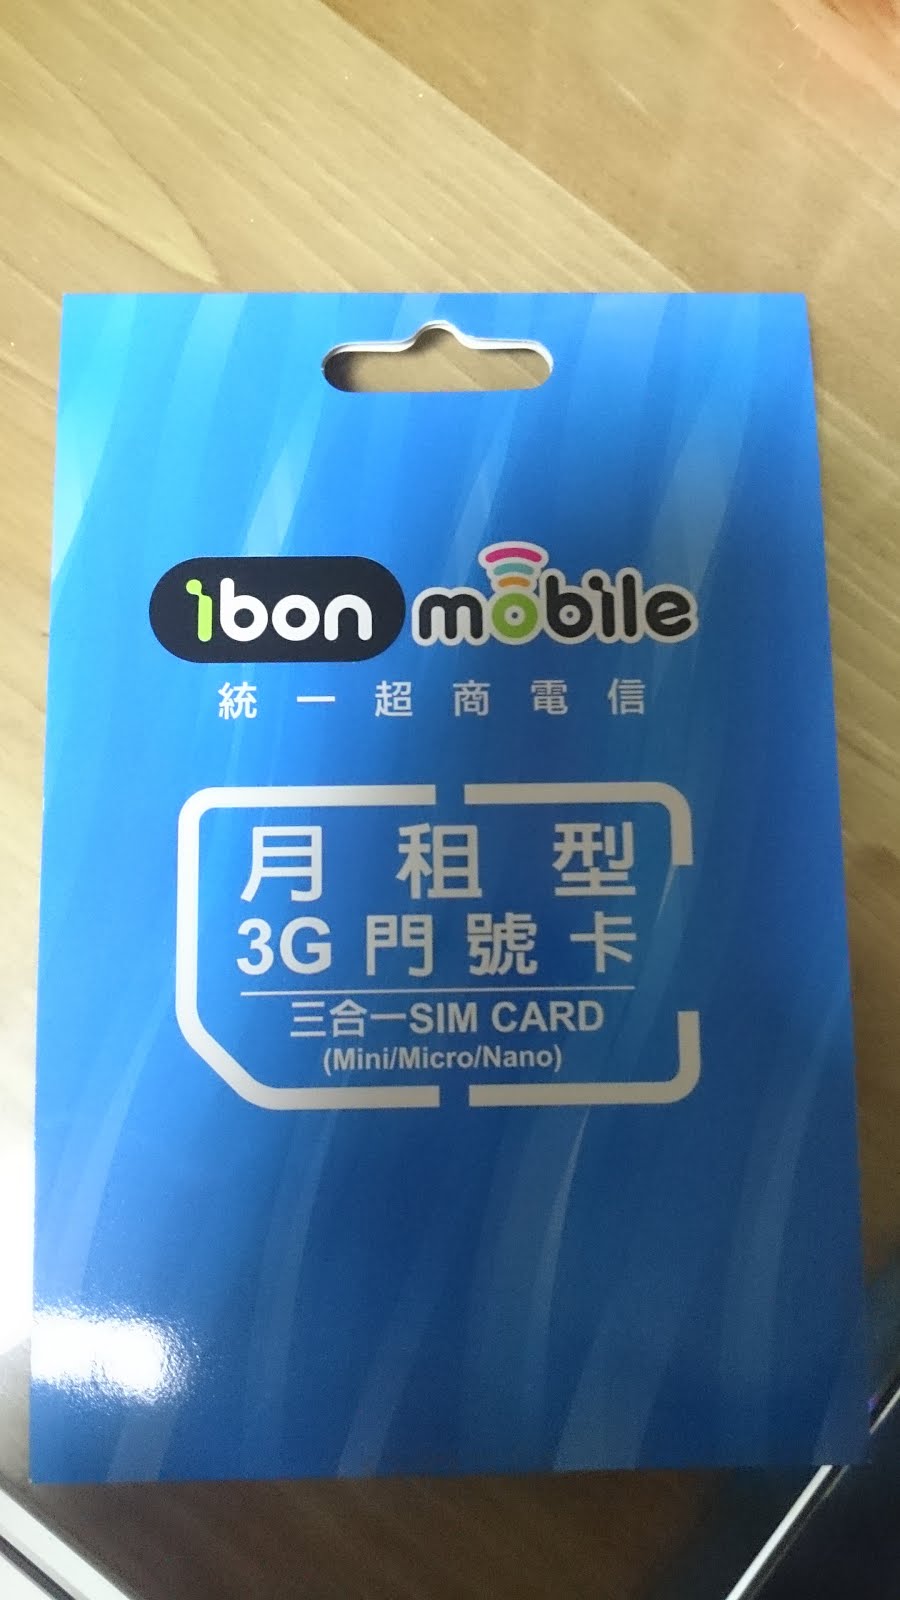 ibon mobile
統一超商電信
月租型
3G門號卡
三合一SIM CARD
(Mini/Micro/Nano)